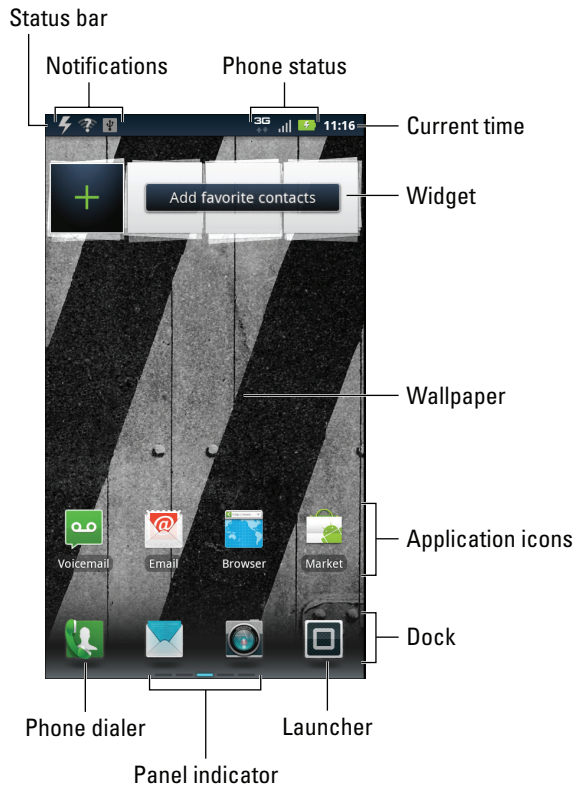 Status bar
Notifications
Phone status
3G
11:16
Current time
Add favorite contacts
Widget
Wallpaper
Voicemail
Email
Browser
Market
Application icons
Dock
Phone dialer
Launcher
Panel indicator